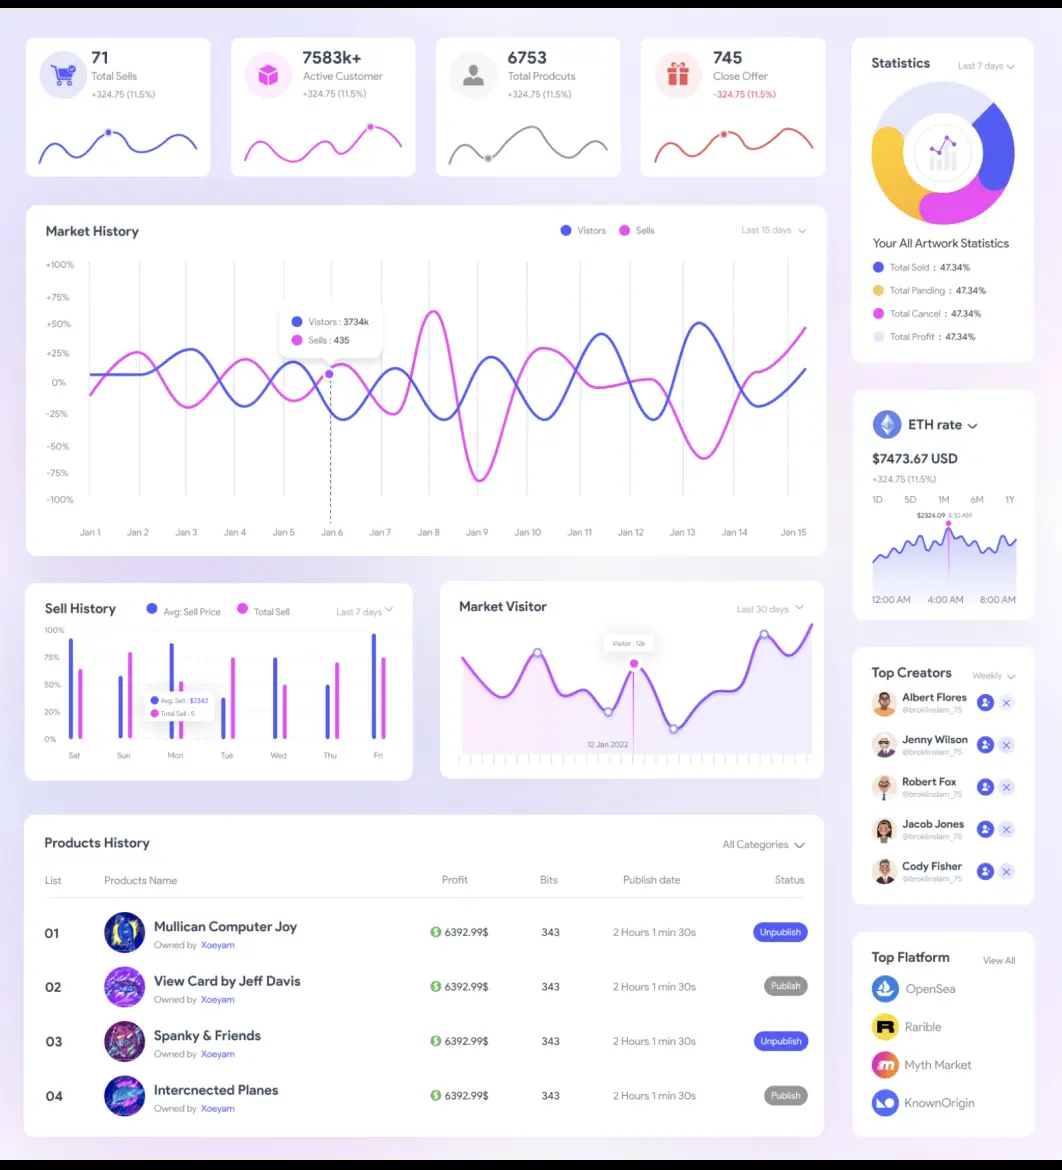 71
Total Sells
+324.75 (11.5%)
7583k+
Active Customer
+324.75 (11.5%)
6753
Total Prodcuts
+324.75 (11.5%)
745
Close Offer
-324.75 (11.5%)
Statistics
Last 7 days
Your All Artwork Statistics
Total Sold : 47.34%
Total Panding : 47.34%
Total Cancel : 47.34%
Total Profit : 47.34%
Market History
Vistors
Sells
Last 15 days
+100%
+75%
+50%
+25%
0%
-25%
-50%
-75%
-100%
Vistors : 3734k
Sells : 435
Jan 1 Jan 2 Jan 3 Jan 4 Jan 5 Jan 6 Jan 7 Jan 8 Jan 9 Jan 10 Jan 11 Jan 12 Jan 13 Jan 14 Jan 15
ETH rate
$7473.67 USD
+324.75 (11.5%)
1D 5D 1M 6M 1Y
$2324.09 4:10 AM
12:00 AM 4:00 AM 8:00 AM
Sell History
Avg: Sell Price
Total Sell
Last 7 days
100%
75%
50%
20%
0%
Avg: Sell : $2342
Total Sell : 5
Sat Sun Mon Tue Wed Thu Fri
Market Visitor
Last 30 days
Visitor : 12k
12 Jan 2022
Top Creators
Weekly
Albert Flores
@broklinslam_75
Jenny Wilson
@broklinslam_75
Robert Fox
@broklinslam_75
Jacob Jones
@broklinslam_75
Cody Fisher
@broklinslam_75
Products History
All Categories
List Products Name Profit Bits Publish date Status
01 Mullican Computer Joy 6392.99$ 343 2 Hours 1 min 30s Unpublish
Owned by Xoeyam
02 View Card by Jeff Davis 6392.99$ 343 2 Hours 1 min 30s Publish
Owned by Xoeyam
03 Spanky & Friends 6392.99$ 343 2 Hours 1 min 30s Unpublish
Owned by Xoeyam
04 Intercnected Planes 6392.99$ 343 2 Hours 1 min 30s Publish
Owned by Xoeyam
Top Flatform
View All
OpenSea
Rarible
Myth Market
KnownOrigin